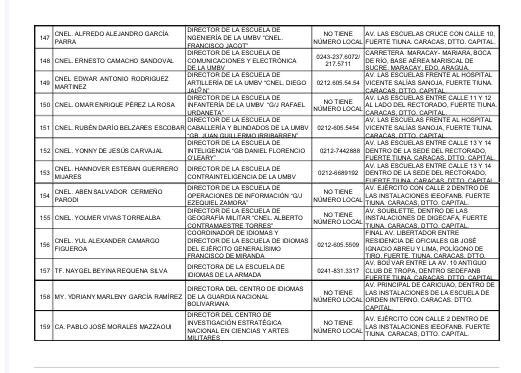 147 CNEL. ALFREDO ALEJANDRO GARCÍA PARRA DIRECTOR DE LA ESCUELA DE NGENIERÍA DE LA UMBV "CNEL. FRANCISCO JACOT" NO TIENE NÚMERO LOCAL AV. LAS ESCUELAS CRUCE CON CALLE 10, FUERTE TIUNA. CARACAS, DTTO. CAPITAL.
148 CNEL. ERNESTO CAMACHO SANDOVAL DIRECTOR DE LA ESCUELA DE COMUNICACIONES Y ELECTRÓNICA DE LA UMBV 0243-237.6072/ 217.5711 CARRETERA MARACAY- MARIARA, BOCA DE RÍO, BASE AÉREA MARISCAL DE SUCRE. MARACAY, EDO. ARAGUA.
149 CNEL. EDWAR ANTONIO RODRIGUEZ MARTINEZ DIRECTOR DE LA ESCUELA DE ARTILLERÍA DE LA UMBV "CNEL. DIEGO JALÓN" 0212.605.54.54 AV. LAS ESCUELAS FRENTE AL HOSPITAL VICENTE SALÍAS SANOJA, FUERTE TIUNA. CARACAS, DTTO. CAPITAL.
150 CNEL. OMAR ENRIQUE PÉREZ LA ROSA DIRECTOR DE LA ESCUELA DE INFANTERÍA DE LA UMBV "G/J RAFAEL URDANETA" NO TIENE NÚMERO LOCAL AV. LAS ESCUELAS ENTRE CALLE 11 Y 12 AL LADO DEL RECTORADO, FUERTE TIUNA. CARACAS, DTTO. CAPITAL.
151 CNEL. RUBÉN DARÍO BELZARES ESCOBAR DIRECTOR DE LA ESCUELA DE CABALLERÍA Y BLINDADOS DE LA UMBV "GB. JUAN GUILLERMO IRRIBARREN" 0212-605.5454 AV. LAS ESCUELAS FRENTE AL HOSPITAL VICENTE SALÍAS SANOJA, FUERTE TIUNA. CARACAS, DTTO. CAPITAL.
152 CNEL. YONNY DE JESÚS CARVAJAL DIRECTOR DE LA ESCUELA DE INTELIGENCIA "GB DANIEL FLORENCIO O'LEARY" 0212-7442888 AV. LAS ESCUELAS ENTRE CALLE 13 Y 14 DENTRO DE LA SEDE DEL RECTORADO, FUERTE TIUNA. CARACAS, DTTO. CAPITAL.
153 CNEL. HANNOVER ESTEBAN GUERRERO MIJARES DIRECTOR DE LA ESCUELA DE CONTRAINTELIGENCIA DE LA UMBV 0212-6689192 AV. LAS ESCUELAS ENTRE CALLE 13 Y 14 DENTRO DE LA SEDE DEL RECTORADO, FUERTE TIUNA. CARACAS, DTTO. CAPITAL.
154 CNEL. ABEN SALVADOR CERMEÑO PARODI DIRECTOR DE LA ESCUELA DE OPERACIONES DE INFORMACIÓN "G/J EZEQUIEL ZAMORA" NO TIENE NÚMERO LOCAL AV. EJÉRCITO CON CALLE 2 DENTRO DE LAS INSTALACIONES IEEOFANB. FUERTE TIUNA. CARACAS, DTTO. CAPITAL.
155 CNEL. YOLMER VIVAS TORREALBA DIRECTOR DE LA ESCUELA DE GEOGRAFÍA MILITAR "CNEL. ALBERTO CONTRAMAESTRE TORRES" NO TIENE NÚMERO LOCAL AV. SOUBLETTE, DENTRO DE LAS INSTALACIONES DE DIGECAFA, FUERTE TIUNA. CARACAS, DTTO. CAPITAL.
156 CNEL. YUL ALEXANDER CAMARGO FIGUEROA COORDINADOR DE IDIOMAS Y DIRECTOR DE LA ESCUELA DE IDIOMAS DEL EJÉRCITO GENERALÍSIMO FRANCISCO DE MIRANDA 0212-605.5509 FINAL AV. LIBERTADOR ENTRE RESIDENCIA DE OFICIALES GB JOSÉ IGNACIO ABREU Y LIMA, POLÍGONO DE TIRO. FUERTE TIUNA. CARACAS, DTTO.
157 TF. NAYGEL BEYINA REQUENA SILVA DIRECTORA DE LA ESCUELA DE IDIOMAS DE LA ARMADA 0241-831.3317 AV. BOLÍVAR ENTRE LA AV. 10 ANTIGUO CLUB DE TROPA, DENTRO SEDEFANB FUERTE TIUNA. CARACAS, DTTO. CAPITAL.
158 MY. YDRIANY MARLENY GARCÍA RAMÍREZ DIRECTORA DEL CENTRO DE IDIOMAS DE LA GUARDIA NACIONAL BOLIVARIANA NO TIENE NÚMERO LOCAL AV. PRINCIPAL DE CARICUAO, DENTRO DE LAS INSTALACIONES DE LA ESCUELA DE ORDEN INTERNO. CARACAS. DTTO. CAPITAL.
159 CA. PABLO JOSÉ MORALES MAZZAOUI DIRECTOR DEL CENTRO DE INVESTIGACIÓN ESTRATÉGICA NACIONAL EN CIENCIAS Y ARTES MILITARES NO TIENE NÚMERO LOCAL AV. EJÉRCITO CON CALLE 2 DENTRO DE LAS INSTALACIONES IEEOFANB. FUERTE TIUNA. CARACAS, DTTO. CAPITAL.